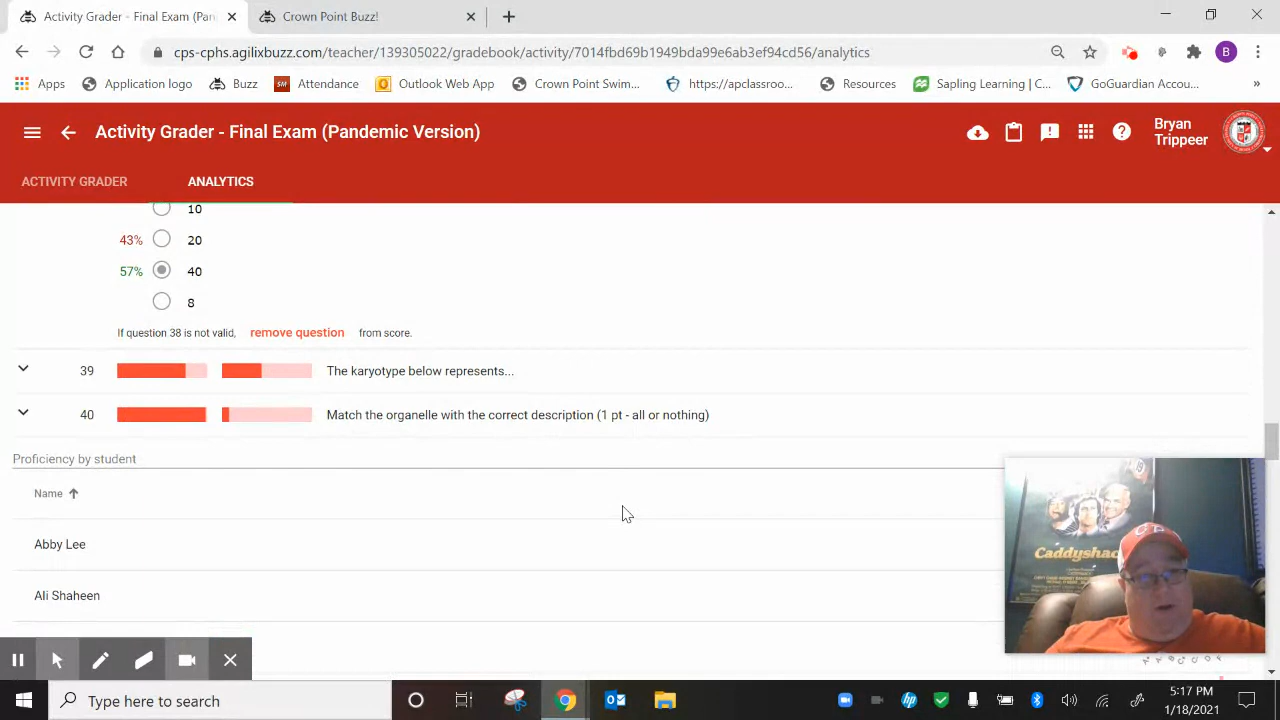 Activity Grader - Final Exam (Pan
Crown Point Buzz!
cps-cphs.agilixbuzz.com/teacher/139305022/gradebook/activity/7014fbd69b1949bda99e6ab3ef94cd56/analytics
B
Apps
Application logo
Buzz
SM
Attendance
Outlook Web App
Crown Point Swim...
https://apclassroo...
Resources
Sapling Learning | C...
GoGuardian Accou...
»
Activity Grader - Final Exam (Pandemic Version)
Bryan
Trippeer
ACTIVITY GRADER
ANALYTICS
10
43% 20
57% 40
8
If question 38 is not valid, remove question from score.
39 The karyotype below represents...
40 Match the organelle with the correct description (1 pt - all or nothing)
Proficiency by student
Name
Abby Lee
Ali Shaheen
Caddyshac
Type here to search
5:17 PM
1/18/2021